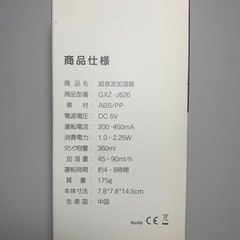 商品仕様
商品名: 超音波加湿器
商品型番: GXZ-J626
素材: ABS/PP
電源電圧: DC 5V
運転電流: 200-450mA
消費電力: 1.0-2.25W
タンク容量: 360ml
加湿量: 45-90ml/h
運転時間: 約4-8時間
質量: 175g
本体寸法: 7.8*7.8*14.5cm
生産国: 中国
RoHS CE